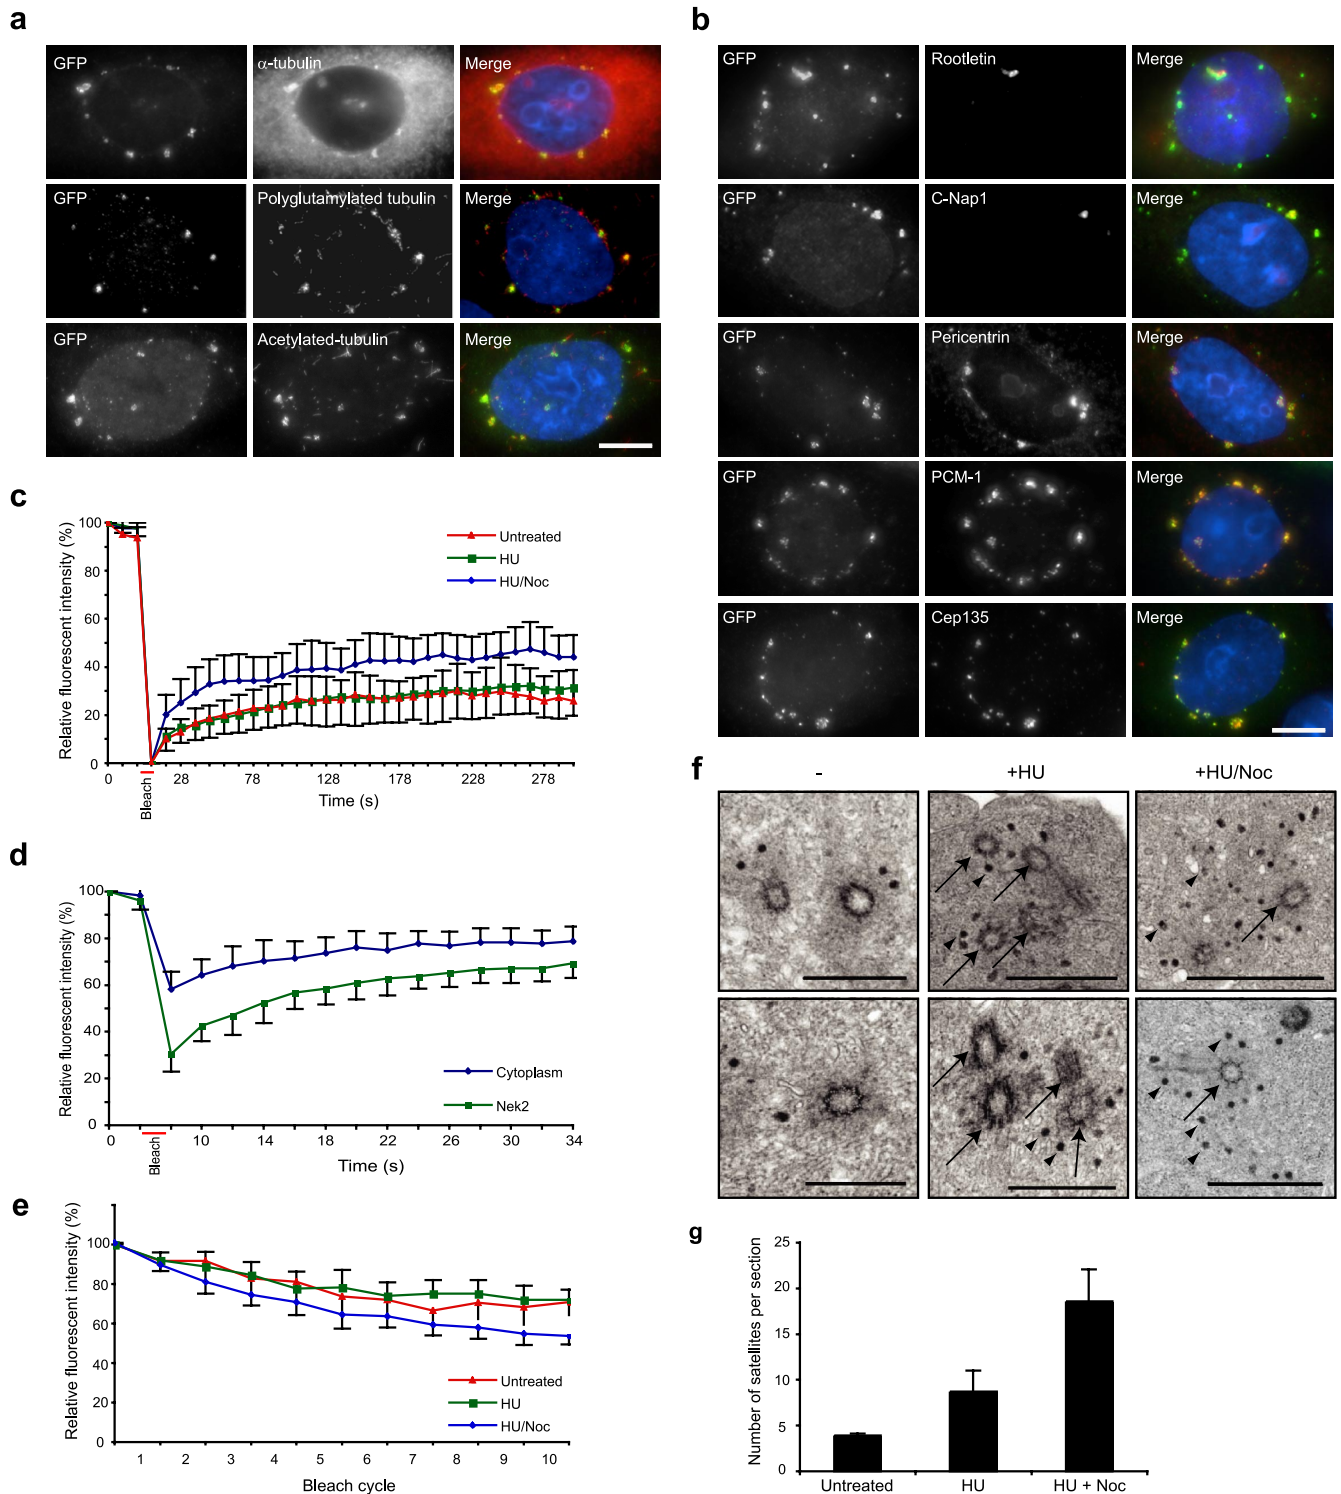 a
GFP
α-tubulin
Merge
GFP
Polyglutamylated tubulin
Merge
GFP
Acetylated-tubulin
Merge
b
GFP
Rootletin
Merge
GFP
C-Nap1
Merge
GFP
Pericentrin
Merge
GFP
PCM-1
Merge
GFP
Cep135
Merge
c
Relative fluorescent intensity (%)
100
80
60
40
20
0
Untreated
HU
HU/Noc
0
28
78
128
178
228
278
Bleach
Time (s)
d
Relative fluorescent intensity (%)
100
80
60
40
20
0
Cytoplasm
Nek2
0
10
14
18
22
26
30
34
Bleach
Time (s)
e
Relative fluorescent intensity (%)
100
80
60
40
20
0
Untreated
HU
HU/Noc
1
2
3
4
5
6
7
8
9
10
Bleach cycle
f
-
+HU
+HU/Noc
g
Number of satellites per section
25
20
15
10
5
0
Untreated
HU
HU + Noc